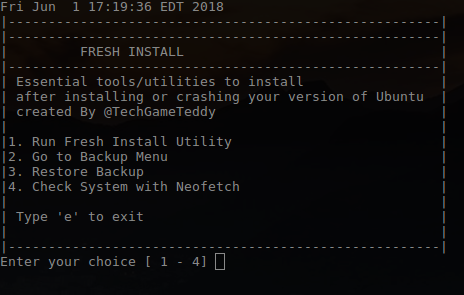 Fri Jun  1 17:19:36 EDT 2018
|-----------------------------------------------------|
|-----------------------------------------------------|
|         FRESH INSTALL                               |
|-----------------------------------------------------|
| Essential tools/utilities to install                |
| after installing or crashing your version of Ubuntu |
| created By @TechGameTeddy                           |
|                                                     |
|1. Run Fresh Install Utility                         |
|2. Go to Backup Menu                                 |
|3. Restore Backup                                    |
|4. Check System with Neofetch                        |
|                                                     |
| Type 'e' to exit                                    |
|                                                     |
|-----------------------------------------------------|
Enter your choice [ 1 - 4]